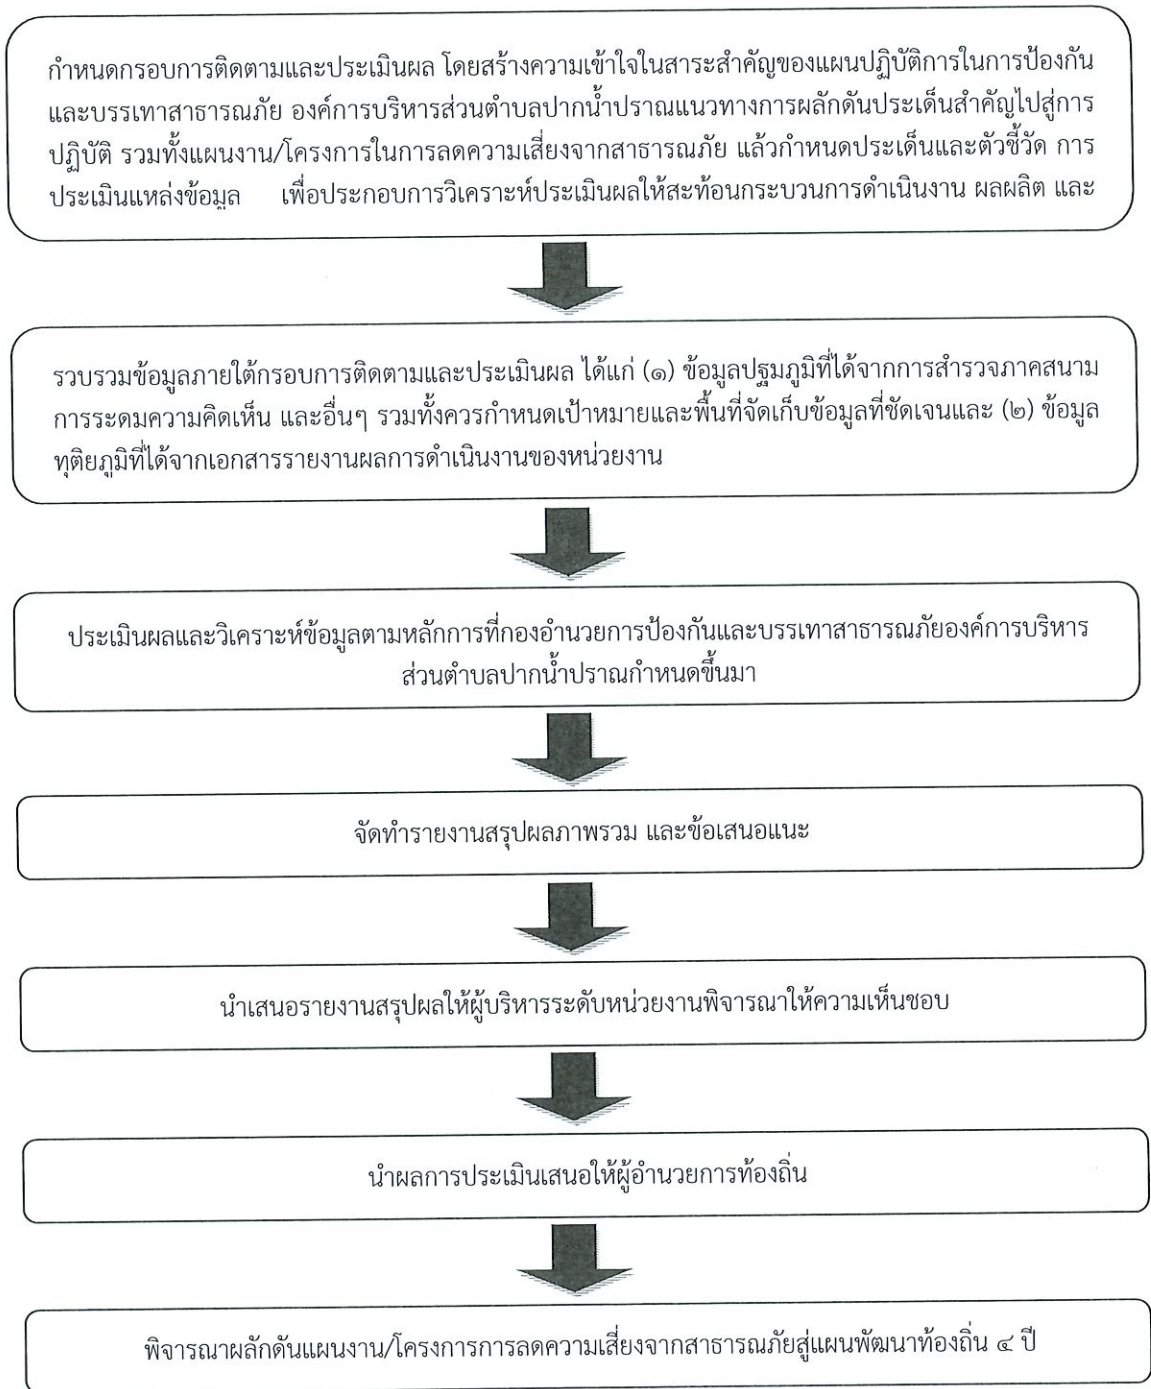 กำหนดกรอบการติดตามและประเมินผล โดยสร้างความเข้าใจในสาระสำคัญของแผนปฏิบัติการในการป้องกัน
และบรรเทาสาธารณภัย องค์การบริหารส่วนตำบลปากน้ำปราณแนวทางการผลักดันประเด็นสำคัญไปสู่การ
ปฏิบัติ รวมทั้งแผนงาน/โครงการในการลดความเสี่ยงจากสาธารณภัย แล้วกำหนดประเด็นและตัวชี้วัด การ
ประเมินแหล่งข้อมูล เพื่อประกอบการวิเคราะห์ประเมินผลให้สะท้อนกระบวนการดำเนินงาน ผลผลิต และ
รวบรวมข้อมูลภายใต้กรอบการติดตามและประเมินผล ได้แก่ (๑) ข้อมูลปฐมภูมิที่ได้จากการสำรวจภาคสนาม
การระดมความคิดเห็น และอื่นๆ รวมทั้งควรกำหนดเป้าหมายและพื้นที่จัดเก็บข้อมูลที่ชัดเจนและ (๒) ข้อมูล
ทุติยภูมิที่ได้จากเอกสารรายงานผลการดำเนินงานของหน่วยงาน
ประเมินผลและวิเคราะห์ข้อมูลตามหลักการที่กองอำนวยการป้องกันและบรรเทาสาธารณภัยองค์การบริหาร
ส่วนตำบลปากน้ำปราณกำหนดขึ้นมา
จัดทำรายงานสรุปผลภาพรวม และข้อเสนอแนะ
นำเสนอรายงานสรุปผลให้ผู้บริหารระดับหน่วยงานพิจารณาให้ความเห็นชอบ
นำผลการประเมินเสนอให้ผู้อำนวยการท้องถิ่น
พิจารณาผลักดันแผนงาน/โครงการการลดความเสี่ยงจากสาธารณภัยสู่แผนพัฒนาท้องถิ่น ๔ ปี